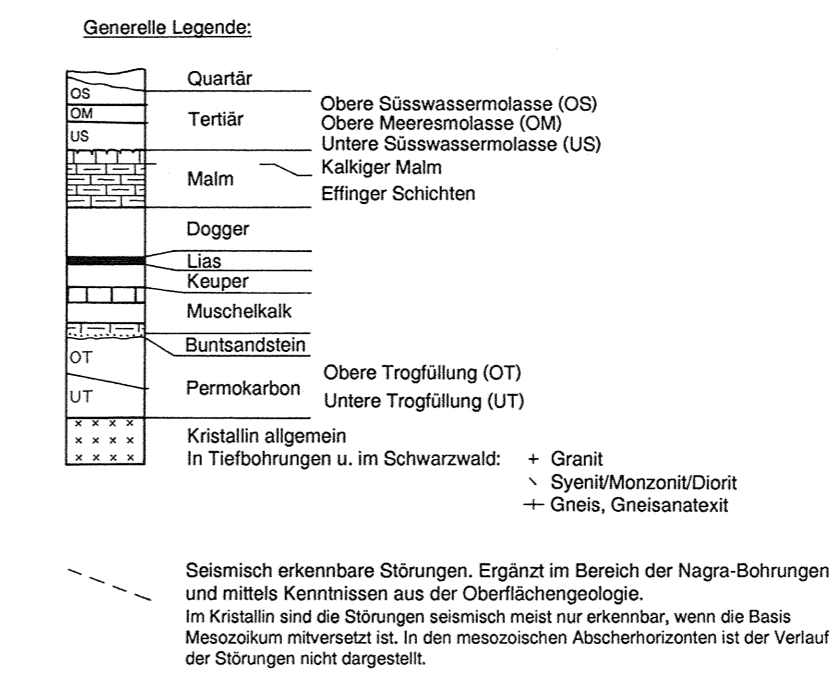 Generelle Legende:
Quartär
OS
Obere Süsswassermolasse (OS)
OM
Tertiär
Obere Meeresmolasse (OM)
US
Untere Süsswassermolasse (US)
Kalkiger Malm
Malm
Effinger Schichten
Dogger
Lias
Keuper
Muschelkalk
Buntsandstein
OT
Obere Trogfüllung (OT)
Permokarbon
UT
Untere Trogfüllung (UT)
Kristallin allgemein
In Tiefbohrungen u. im Schwarzwald: + Granit
Syenit/Monzonit/Diorit
Gneis, Gneisanatexit
Seismisch erkennbare Störungen. Ergänzt im Bereich der Nagra-Bohrungen
und mittels Kenntnissen aus der Oberflächengeologie.
Im Kristallin sind die Störungen seismisch meist nur erkennbar, wenn die Basis
Mesozoikum mitversetzt ist. In den mesozoischen Abscherhorizonten ist der Verlauf
der Störungen nicht dargestellt.